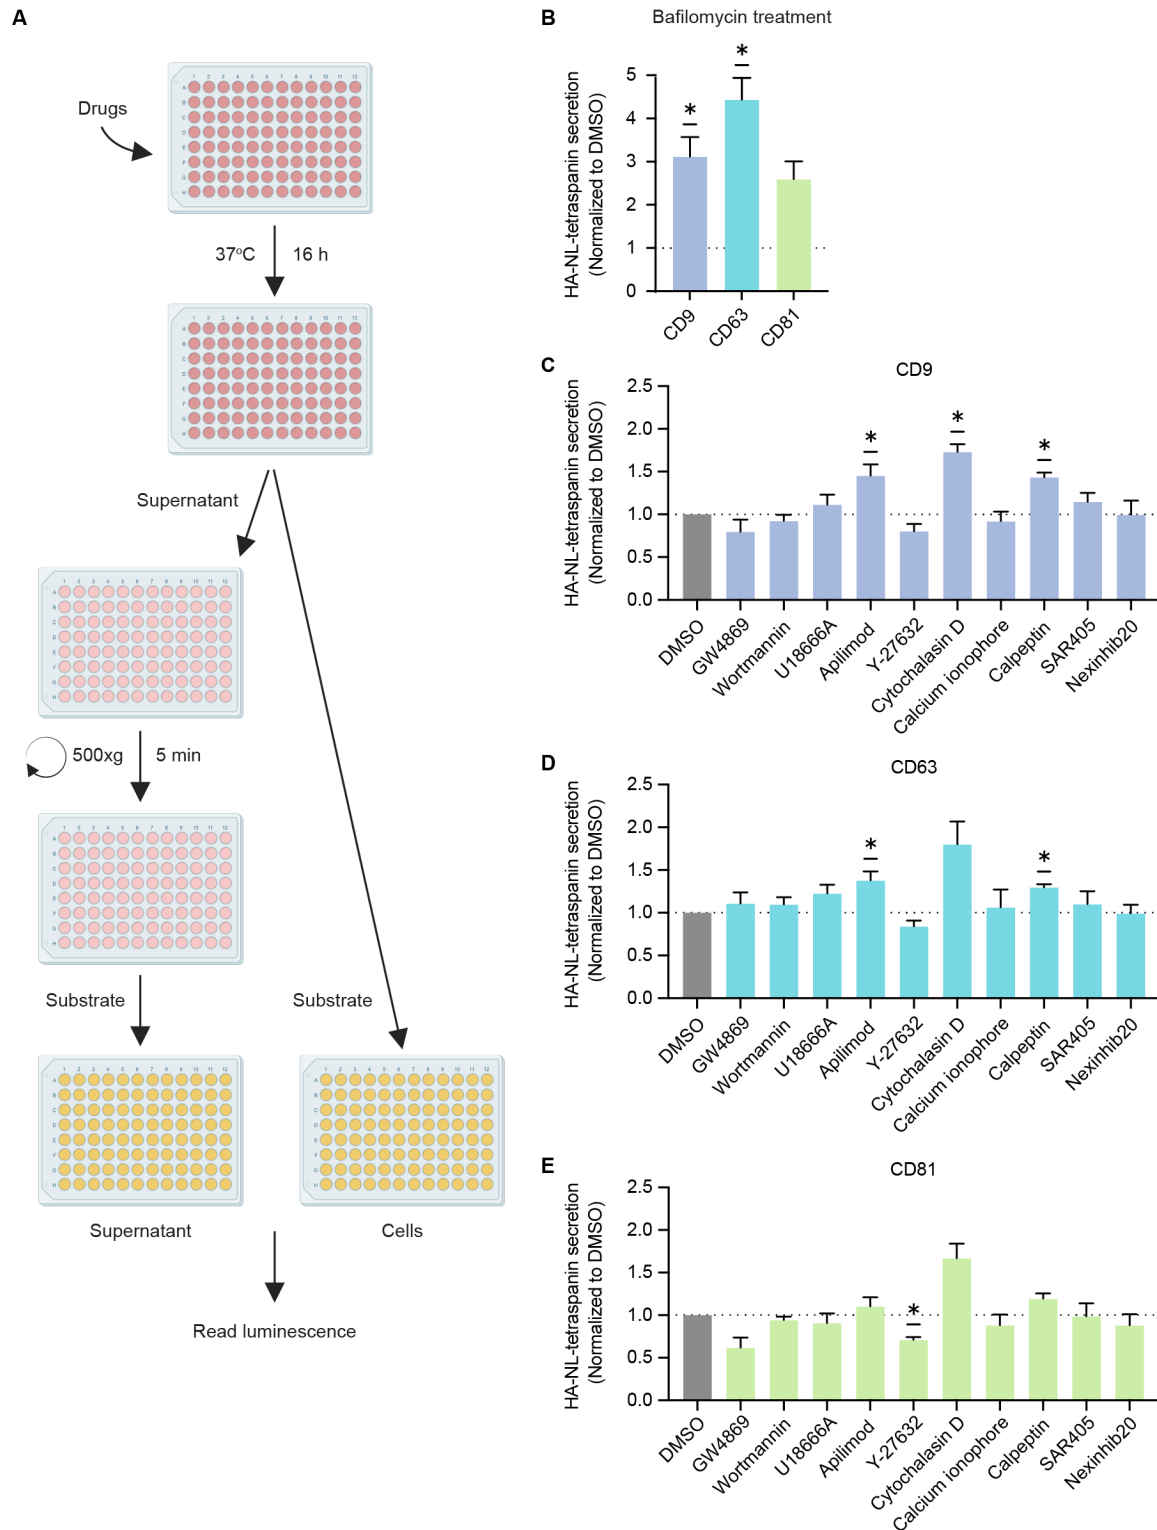 A
Drugs
37ºC
16 h
Supernatant
500xg
5 min
Substrate
Substrate
Supernatant
Cells
Read luminescence
B
Bafilomycin treatment
HA-NL-tetraspanin secretion
(Normalized to DMSO)
5
4
3
2
1
0
*
*
CD9
CD63
CD81
C
CD9
HA-NL-tetraspanin secretion
(Normalized to DMSO)
2.5
2.0
1.5
1.0
0.5
0.0
*
*
*
DMSO
GW4869
Wortmannin
U18666A
Apilimod
Y-27632
Cytochalasin D
Calcium ionophore
Calpeptin
SAR405
Nexinhib20
D
CD63
HA-NL-tetraspanin secretion
(Normalized to DMSO)
2.5
2.0
1.5
1.0
0.5
0.0
*
*
DMSO
GW4869
Wortmannin
U18666A
Apilimod
Y-27632
Cytochalasin D
Calcium ionophore
Calpeptin
SAR405
Nexinhib20
E
CD81
HA-NL-tetraspanin secretion
(Normalized to DMSO)
2.5
2.0
1.5
1.0
0.5
0.0
*
DMSO
GW4869
Wortmannin
U18666A
Apilimod
Y-27632
Cytochalasin D
Calcium ionophore
Calpeptin
SAR405
Nexinhib20